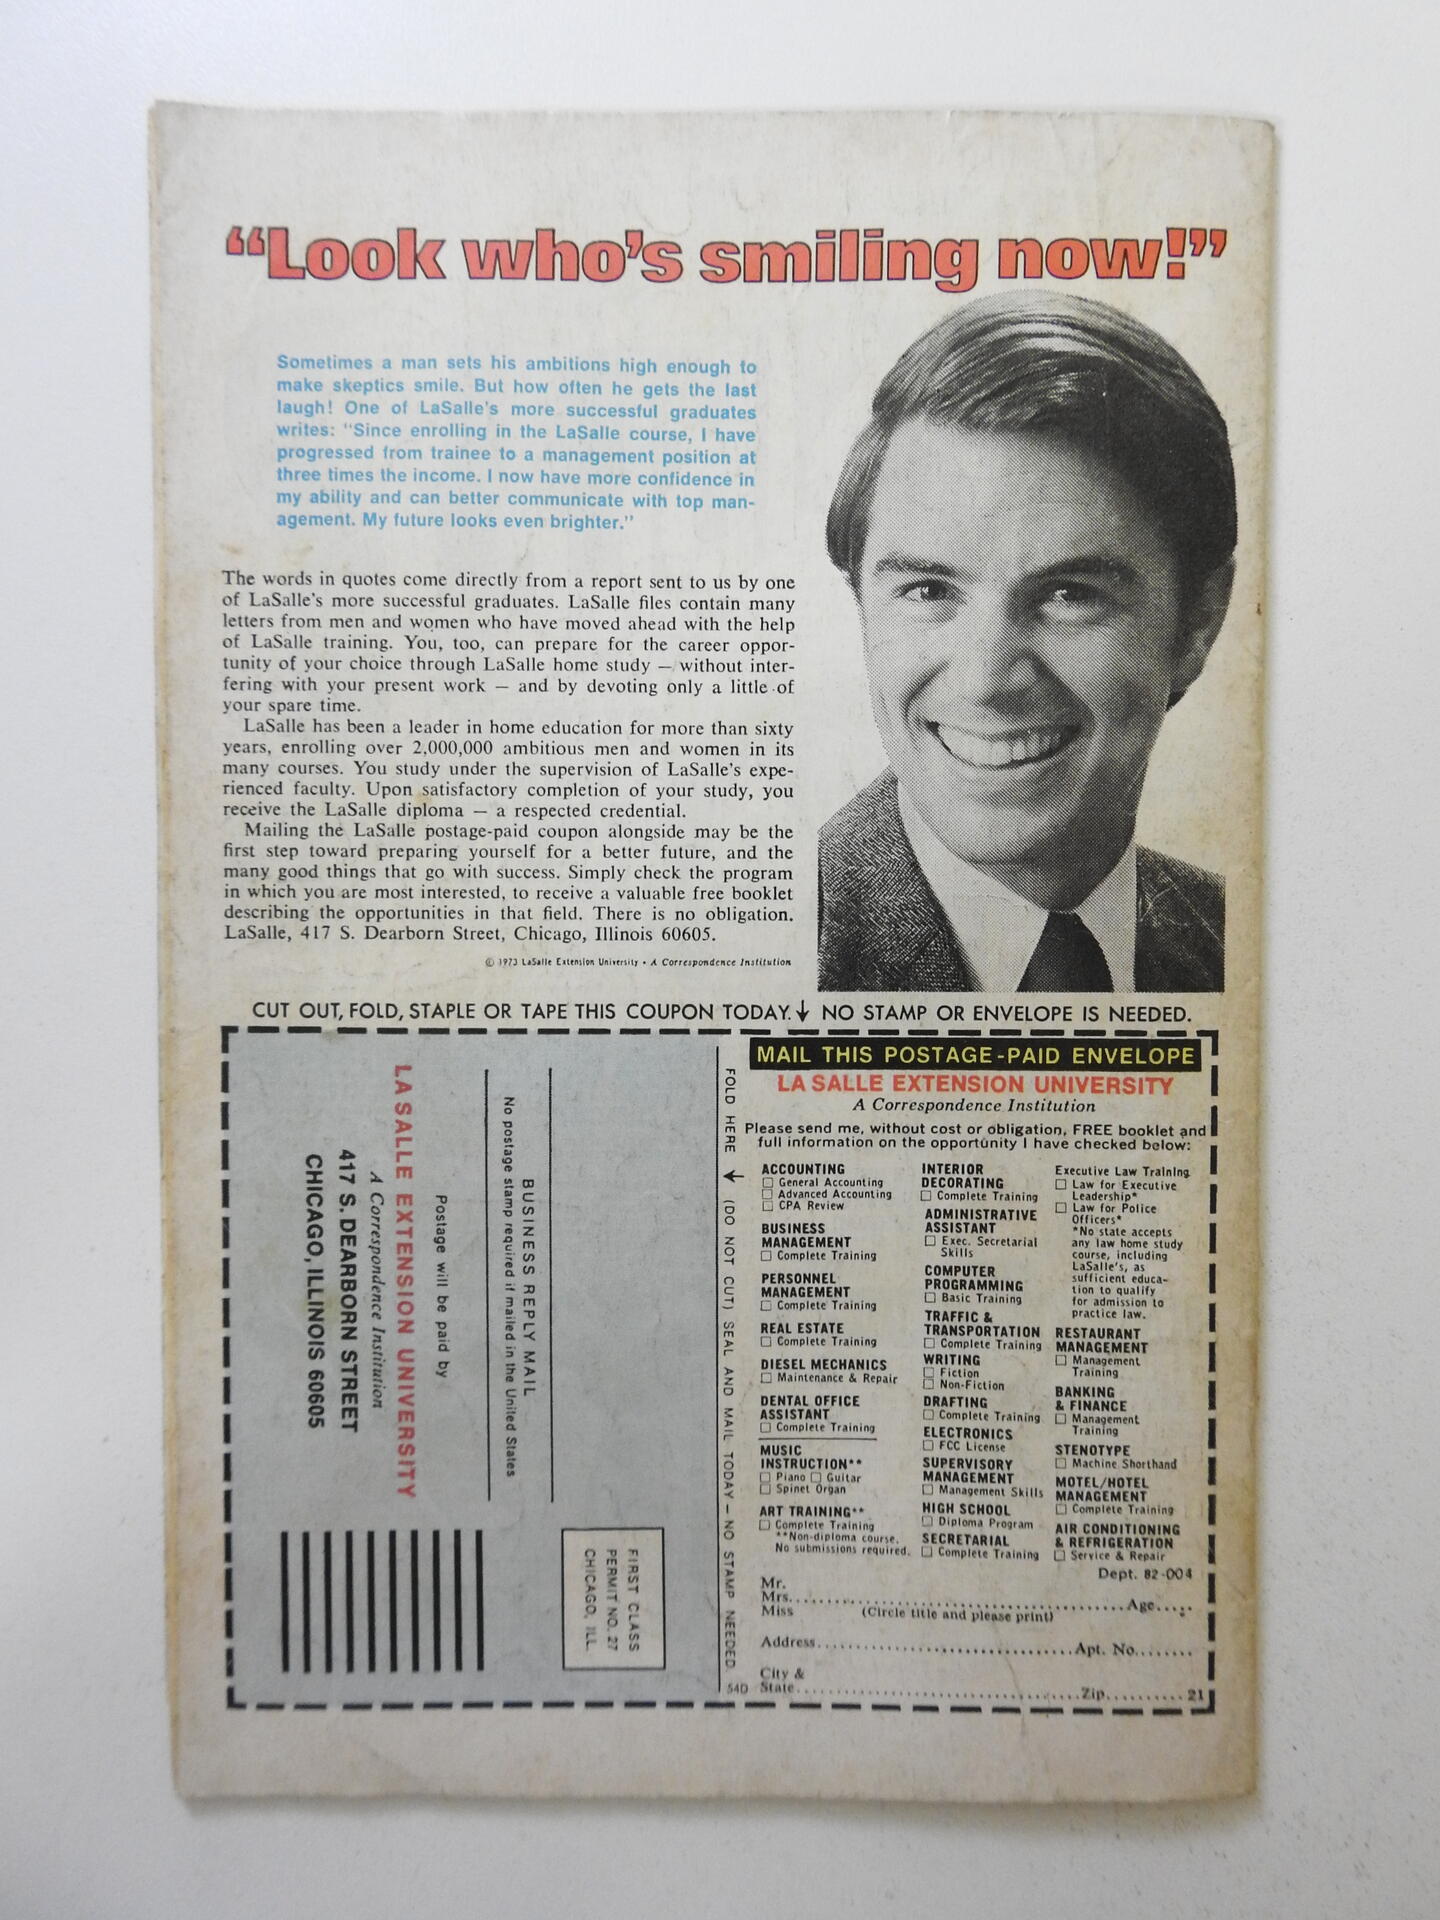 “Look who’s smiling now!”
Sometimes a man sets his ambitions high enough to
make skeptics smile. But how often he gets the last
laugh! One of LaSalle’s more successful graduates
writes: “Since enrolling in the LaSalle course, I have
progressed from trainee to a management position at
three times the income. I now have more confidence in
my ability and can better communicate with top man-
agement. My future looks even brighter.”
The words in quotes come directly from a report sent to us by one
of LaSalle’s more successful graduates. LaSalle files contain many
letters from men and women who have moved ahead with the help
of LaSalle training. You, too, can prepare for the career oppor-
tunity of your choice through LaSalle home study — without inter-
fering with your present work — and by devoting only a little of
your spare time.
LaSalle has been a leader in home education for more than sixty
years, enrolling over 2,000,000 ambitious men and women in its
many courses. You study under the supervision of LaSalle’s expe-
rienced faculty. Upon satisfactory completion of your study, you
receive the LaSalle diploma — a respected credential.
Mailing the LaSalle postage-paid coupon alongside may be the
first step toward preparing yourself for a better future, and the
many good things that go with success. Simply check the program
in which you are most interested, to receive a valuable free booklet
describing the opportunities in that field. There is no obligation.
LaSalle, 417 S. Dearborn Street, Chicago, Illinois 60605.
© 1973 LaSalle Extension University • A Correspondence Institution
CUT OUT, FOLD, STAPLE OR TAPE THIS COUPON TODAY. ↓ NO STAMP OR ENVELOPE IS NEEDED.
FIRST CLASS
PERMIT NO. 27
CHICAGO, ILL.
BUSINESS REPLY MAIL
No postage stamp required if mailed in the United States
Postage will be paid by
LA SALLE EXTENSION UNIVERSITY
A Correspondence Institution
417 S. DEARBORN STREET
CHICAGO, ILLINOIS 60605
FOLD HERE ↓ (DO NOT CUT) SEAL AND MAIL TODAY — NO STAMP NEEDED
MAIL THIS POSTAGE-PAID ENVELOPE
LA SALLE EXTENSION UNIVERSITY
A Correspondence Institution
Please send me, without cost or obligation, FREE booklet and
full information on the opportunity I have checked below:
ACCOUNTING
☐ General Accounting
☐ Advanced Accounting
☐ CPA Review
BUSINESS
MANAGEMENT
☐ Complete Training
PERSONNEL
MANAGEMENT
☐ Complete Training
REAL ESTATE
☐ Complete Training
DIESEL MECHANICS
☐ Maintenance & Repair
DENTAL OFFICE
ASSISTANT
☐ Complete Training
MUSIC
INSTRUCTION**
☐ Piano ☐ Guitar
☐ Spinet Organ
ART TRAINING**
☐ Complete Training
**Non-diploma course.
No submissions required.
INTERIOR
DECORATING
☐ Complete Training
ADMINISTRATIVE
ASSISTANT
☐ Exec. Secretarial
Skills
COMPUTER
PROGRAMMING
☐ Basic Training
TRAFFIC &
TRANSPORTATION
☐ Complete Training
WRITING
☐ Fiction
☐ Non-Fiction
DRAFTING
☐ Complete Training
ELECTRONICS
☐ FCC License
SUPERVISORY
MANAGEMENT
☐ Management Skills
HIGH SCHOOL
☐ Diploma Program
SECRETARIAL
☐ Complete Training
Executive Law Training
☐ Law for Executive
Leadership*
☐ Law for Police
Officers*
*No state accepts
any law home study
course, including
LaSalle’s, as
sufficient educa-
tion to qualify
for admission to
practice law.
RESTAURANT
MANAGEMENT
☐ Management
Training
BANKING
& FINANCE
☐ Management
Training
STENOTYPE
☐ Machine Shorthand
MOTEL/HOTEL
MANAGEMENT
☐ Complete Training
AIR CONDITIONING
& REFRIGERATION
☐ Service & Repair
Dept. 82-004
Mr.
Mrs. Age
Miss (Circle title and please print)
Address Apt. No.
City &
State Zip 21
54D